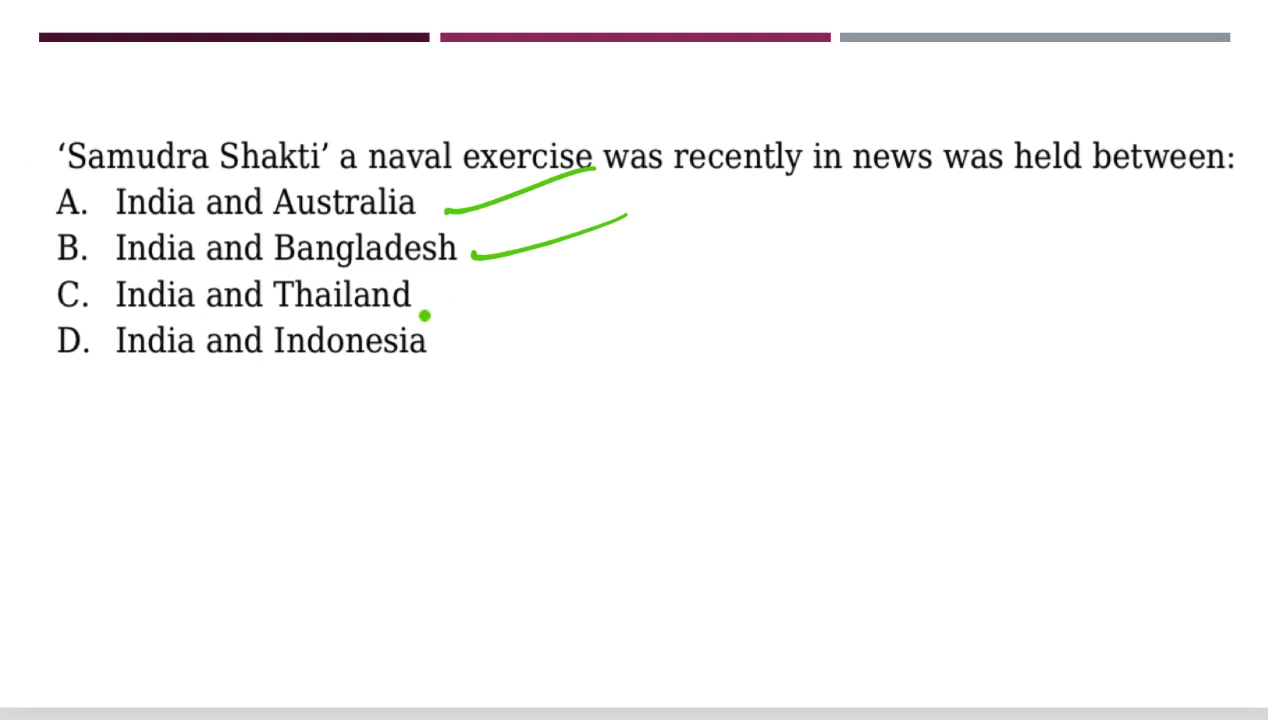 ‘Samudra Shakti’ a naval exercise was recently in news was held between:
A. India and Australia
B. India and Bangladesh
C. India and Thailand
D. India and Indonesia